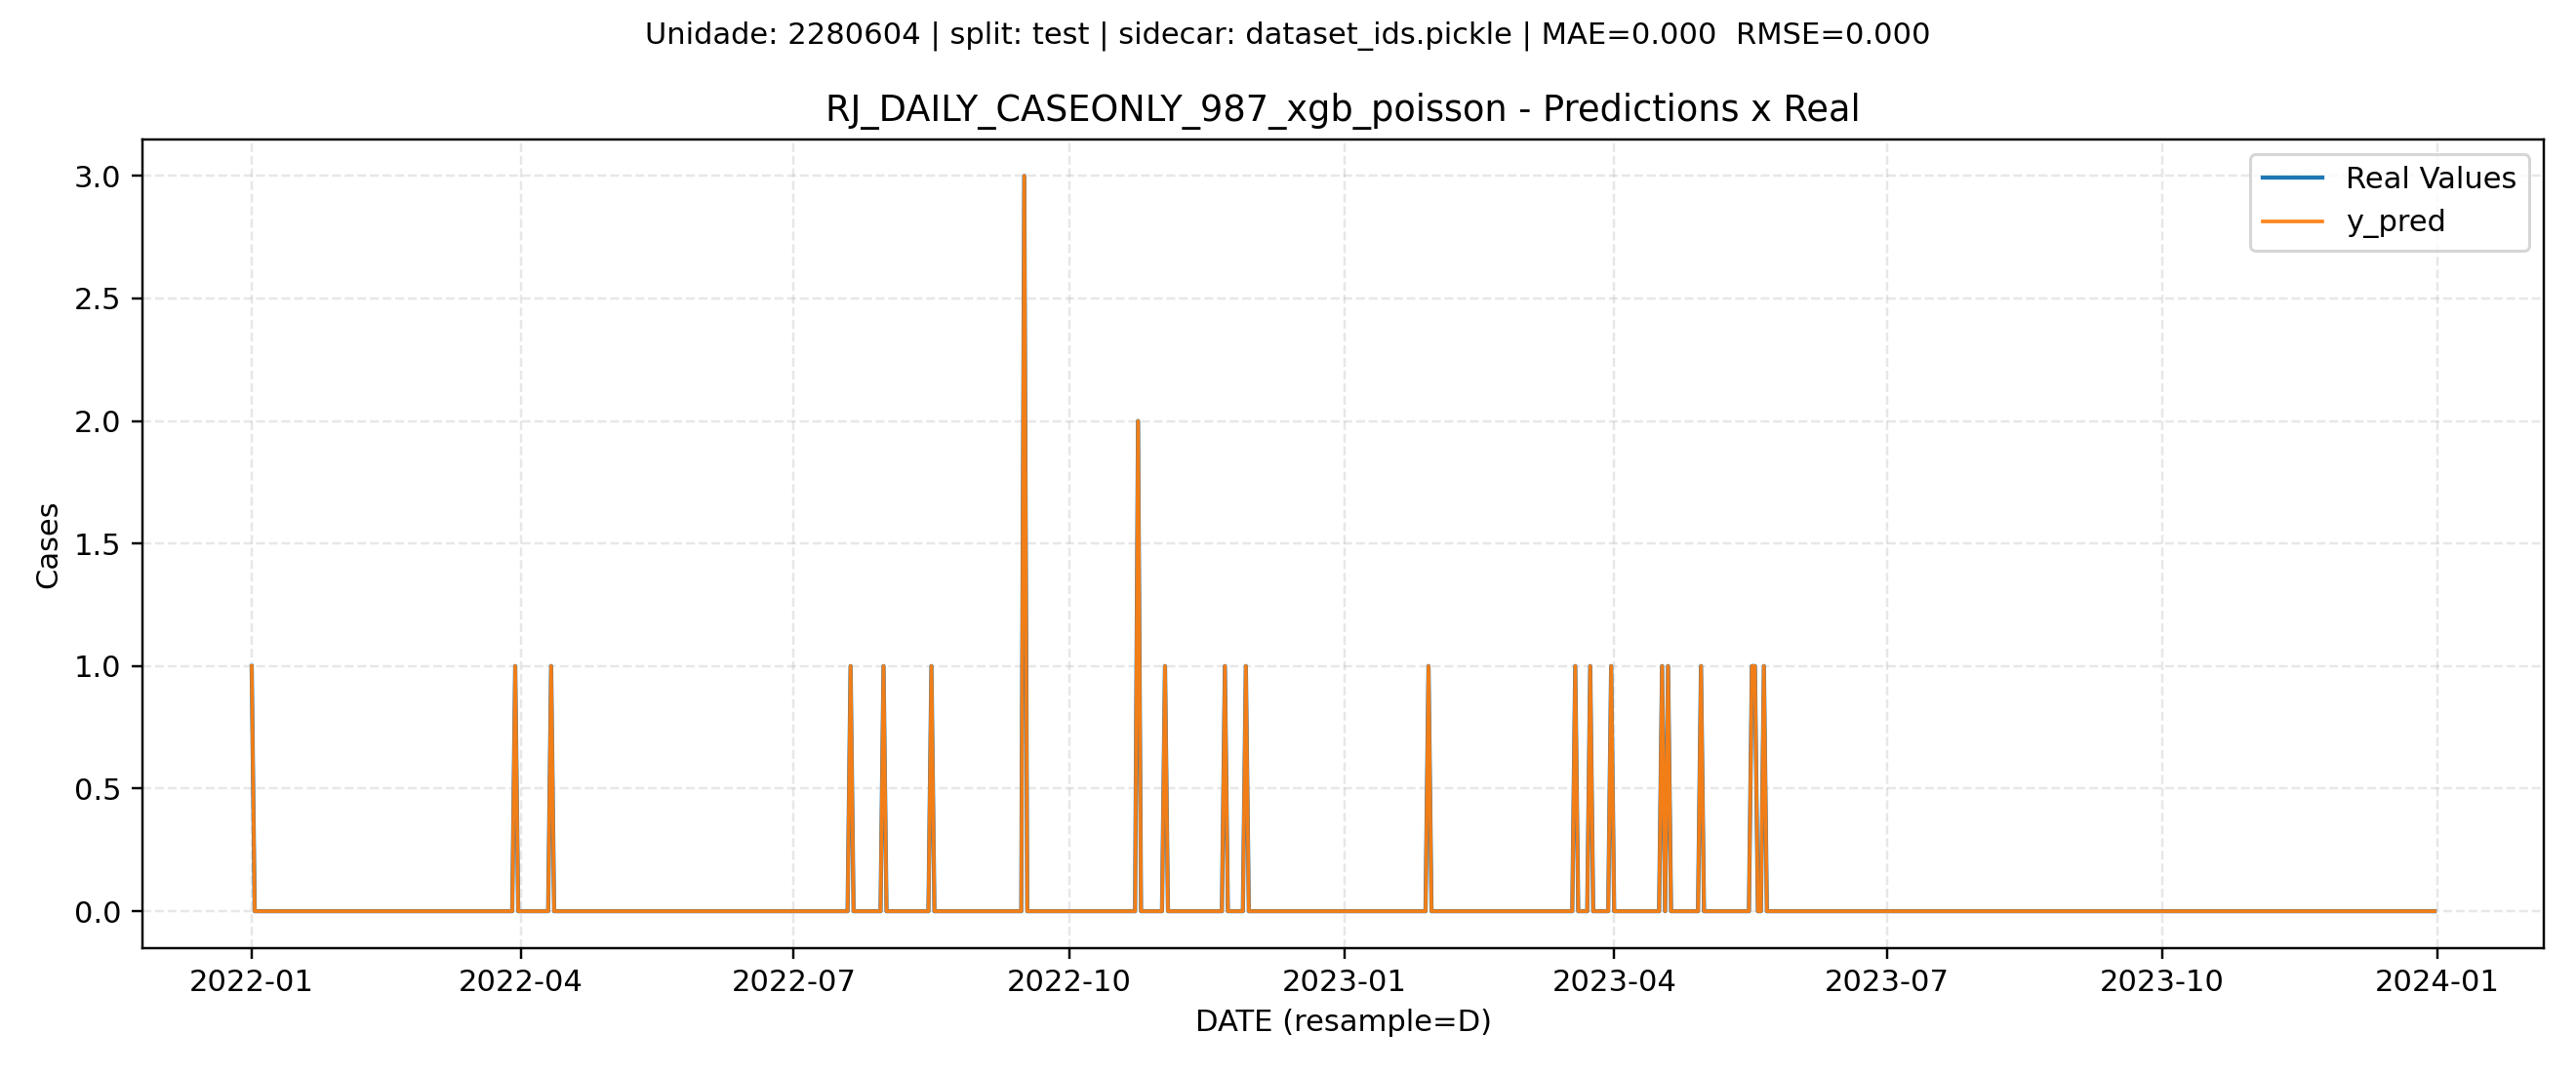 Unidade: 2280604 | split: test | sidecar: dataset_ids.pickle | MAE=0.000  RMSE=0.000
RJ_DAILY_CASEONLY_987_xgb_poisson - Predictions x Real
Real Values
y_pred
3.0
2.5
2.0
1.5
1.0
0.5
0.0
Cases
2022-01
2022-04
2022-07
2022-10
2023-01
2023-04
2023-07
2023-10
2024-01
DATE (resample=D)